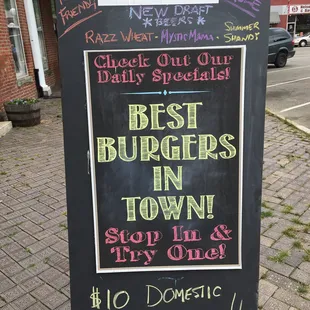 FRIENDLY
NEW DRAFT
*BEERS*
RAZZ WHEAT - MYSTIC MAMA -
SUMMER
SHANDY
Check Out Our
Daily Specials!
BEST
BURGERS
IN
TOWN!
Stop In &
Try One!
$10 DOMESTIC